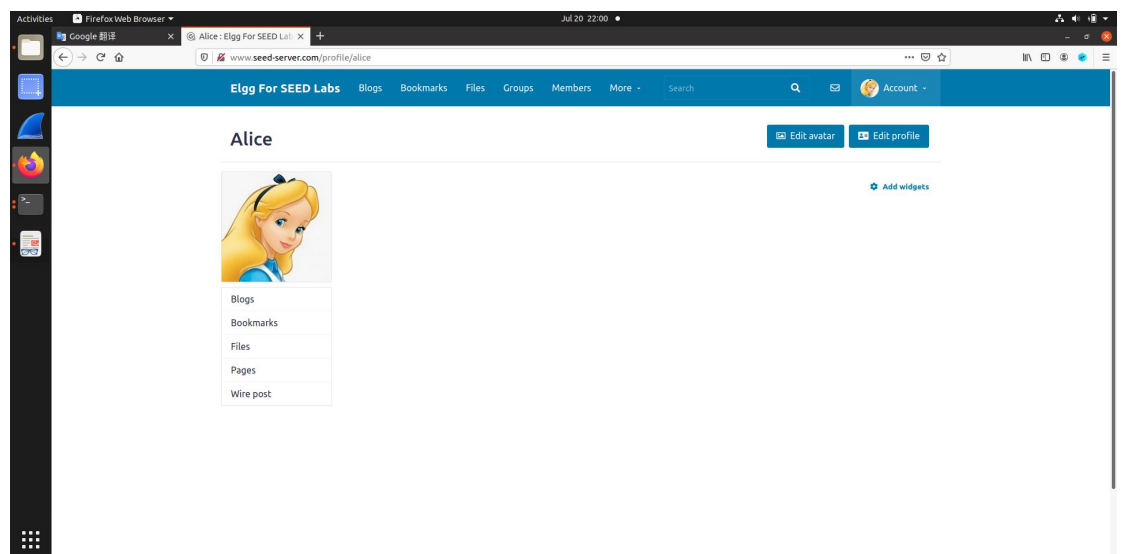 Activities Firefox Web Browser Jul 20 22:00
Google 翻译 Alice : Elgg For SEED Lab
www.seed-server.com/profile/alice
Elgg For SEED Labs Blogs Bookmarks Files Groups Members More Search Account
Alice Edit avatar Edit profile
Add widgets
Blogs
Bookmarks
Files
Pages
Wire post